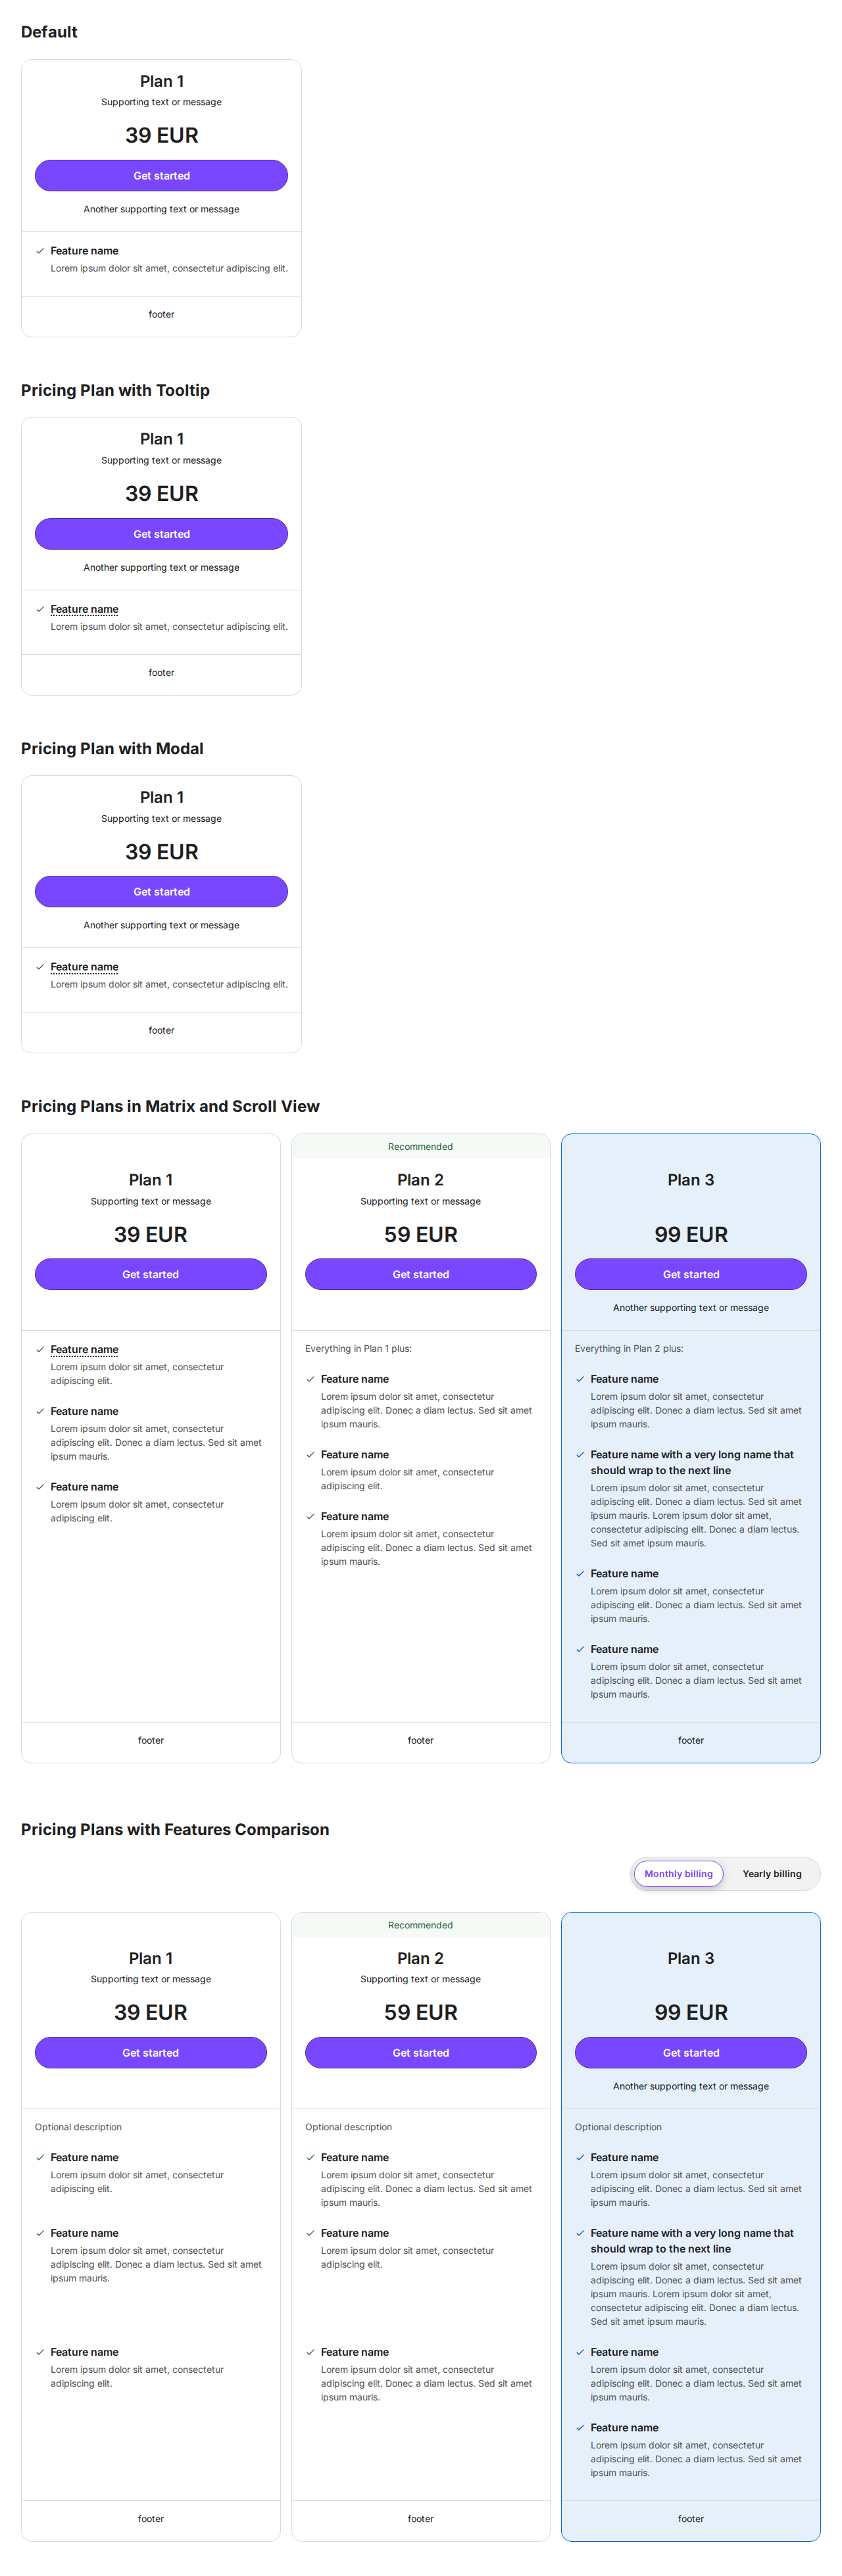 Default
Plan 1
Supporting text or message
39 EUR
Get started
Another supporting text or message
Feature name
Lorem ipsum dolor sit amet, consectetur adipiscing elit.
footer
Pricing Plan with Tooltip
Plan 1
Supporting text or message
39 EUR
Get started
Another supporting text or message
Feature name
Lorem ipsum dolor sit amet, consectetur adipiscing elit.
footer
Pricing Plan with Modal
Plan 1
Supporting text or message
39 EUR
Get started
Another supporting text or message
Feature name
Lorem ipsum dolor sit amet, consectetur adipiscing elit.
footer
Pricing Plans in Matrix and Scroll View
Plan 1
Supporting text or message
39 EUR
Get started
Feature name
Lorem ipsum dolor sit amet, consectetur
adipiscing elit.
Feature name
Lorem ipsum dolor sit amet, consectetur
adipiscing elit. Donec a diam lectus. Sed sit amet
ipsum mauris.
Feature name
Lorem ipsum dolor sit amet, consectetur
adipiscing elit.
footer
Recommended
Plan 2
Supporting text or message
59 EUR
Get started
Everything in Plan 1 plus:
Feature name
Lorem ipsum dolor sit amet, consectetur
adipiscing elit. Donec a diam lectus. Sed sit amet
ipsum mauris.
Feature name
Lorem ipsum dolor sit amet, consectetur
adipiscing elit.
Feature name
Lorem ipsum dolor sit amet, consectetur
adipiscing elit. Donec a diam lectus. Sed sit amet
ipsum mauris.
footer
Plan 3
99 EUR
Get started
Another supporting text or message
Everything in Plan 2 plus:
Feature name
Lorem ipsum dolor sit amet, consectetur
adipiscing elit. Donec a diam lectus. Sed sit amet
ipsum mauris.
Feature name with a very long name that
should wrap to the next line
Lorem ipsum dolor sit amet, consectetur
adipiscing elit. Donec a diam lectus. Sed sit amet
ipsum mauris. Lorem ipsum dolor sit amet,
consectetur adipiscing elit. Donec a diam lectus.
Sed sit amet ipsum mauris.
Feature name
Lorem ipsum dolor sit amet, consectetur
adipiscing elit. Donec a diam lectus. Sed sit amet
ipsum mauris.
Feature name
Lorem ipsum dolor sit amet, consectetur
adipiscing elit. Donec a diam lectus. Sed sit amet
ipsum mauris.
footer
Pricing Plans with Features Comparison
Monthly billing
Yearly billing
Plan 1
Supporting text or message
39 EUR
Get started
Optional description
Feature name
Lorem ipsum dolor sit amet, consectetur
adipiscing elit.
Feature name
Lorem ipsum dolor sit amet, consectetur
adipiscing elit. Donec a diam lectus. Sed sit amet
ipsum mauris.
Feature name
Lorem ipsum dolor sit amet, consectetur
adipiscing elit.
footer
Recommended
Plan 2
Supporting text or message
59 EUR
Get started
Optional description
Feature name
Lorem ipsum dolor sit amet, consectetur
adipiscing elit. Donec a diam lectus. Sed sit amet
ipsum mauris.
Feature name
Lorem ipsum dolor sit amet, consectetur
adipiscing elit.
Feature name
Lorem ipsum dolor sit amet, consectetur
adipiscing elit. Donec a diam lectus. Sed sit amet
ipsum mauris.
footer
Plan 3
99 EUR
Get started
Another supporting text or message
Optional description
Feature name
Lorem ipsum dolor sit amet, consectetur
adipiscing elit. Donec a diam lectus. Sed sit amet
ipsum mauris.
Feature name with a very long name that
should wrap to the next line
Lorem ipsum dolor sit amet, consectetur
adipiscing elit. Donec a diam lectus. Sed sit amet
ipsum mauris. Lorem ipsum dolor sit amet,
consectetur adipiscing elit. Donec a diam lectus.
Sed sit amet ipsum mauris.
Feature name
Lorem ipsum dolor sit amet, consectetur
adipiscing elit. Donec a diam lectus. Sed sit amet
ipsum mauris.
Feature name
Lorem ipsum dolor sit amet, consectetur
adipiscing elit. Donec a diam lectus. Sed sit amet
ipsum mauris.
footer